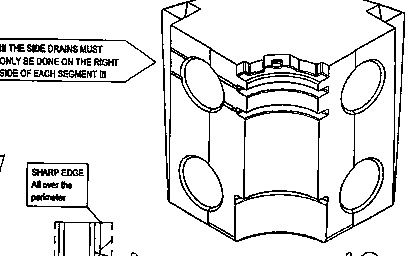 !!! THE SIDE DRAINS MUST
ONLY BE DONE ON THE RIGHT
SIDE OF EACH SEGMENT !!!
SHARP EDGE
All over the
perimeter